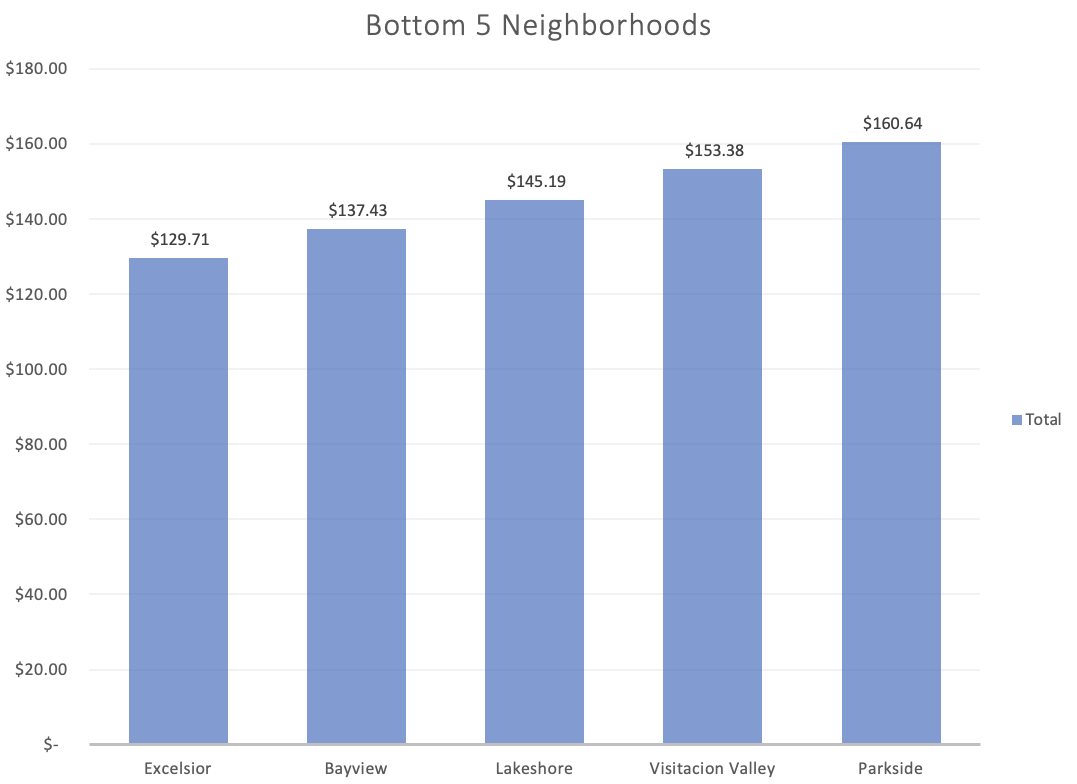 Bottom 5 Neighborhoods
$180.00
$160.00
$140.00
$120.00
$100.00
$80.00
$60.00
$40.00
$20.00
$-
$129.71
$137.43
$145.19
$153.38
$160.64
Excelsior
Bayview
Lakeshore
Visitacion Valley
Parkside
Total